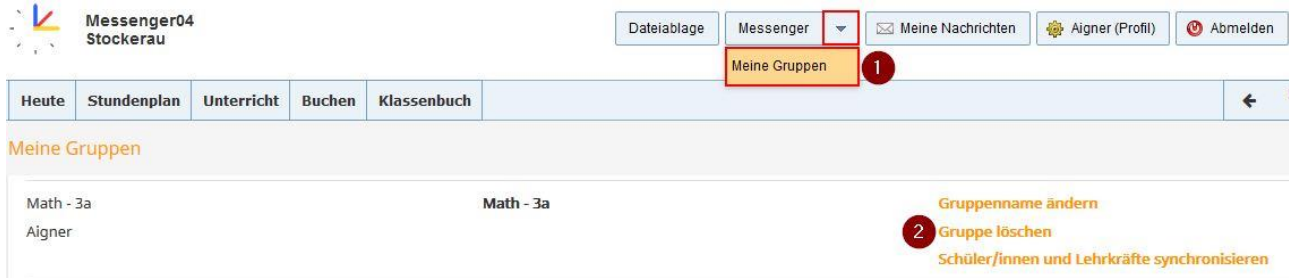 Messenger04
Stockerau
Dateiablage
Messenger
Meine Nachrichten
Aigner (Profil)
Abmelden
Meine Gruppen
1
Heute
Stundenplan
Unterricht
Buchen
Klassenbuch
Meine Gruppen
Math - 3a
Math - 3a
Gruppenname ändern
Aigner
2
Gruppe löschen
Schüler/innen und Lehrkräfte synchronisieren